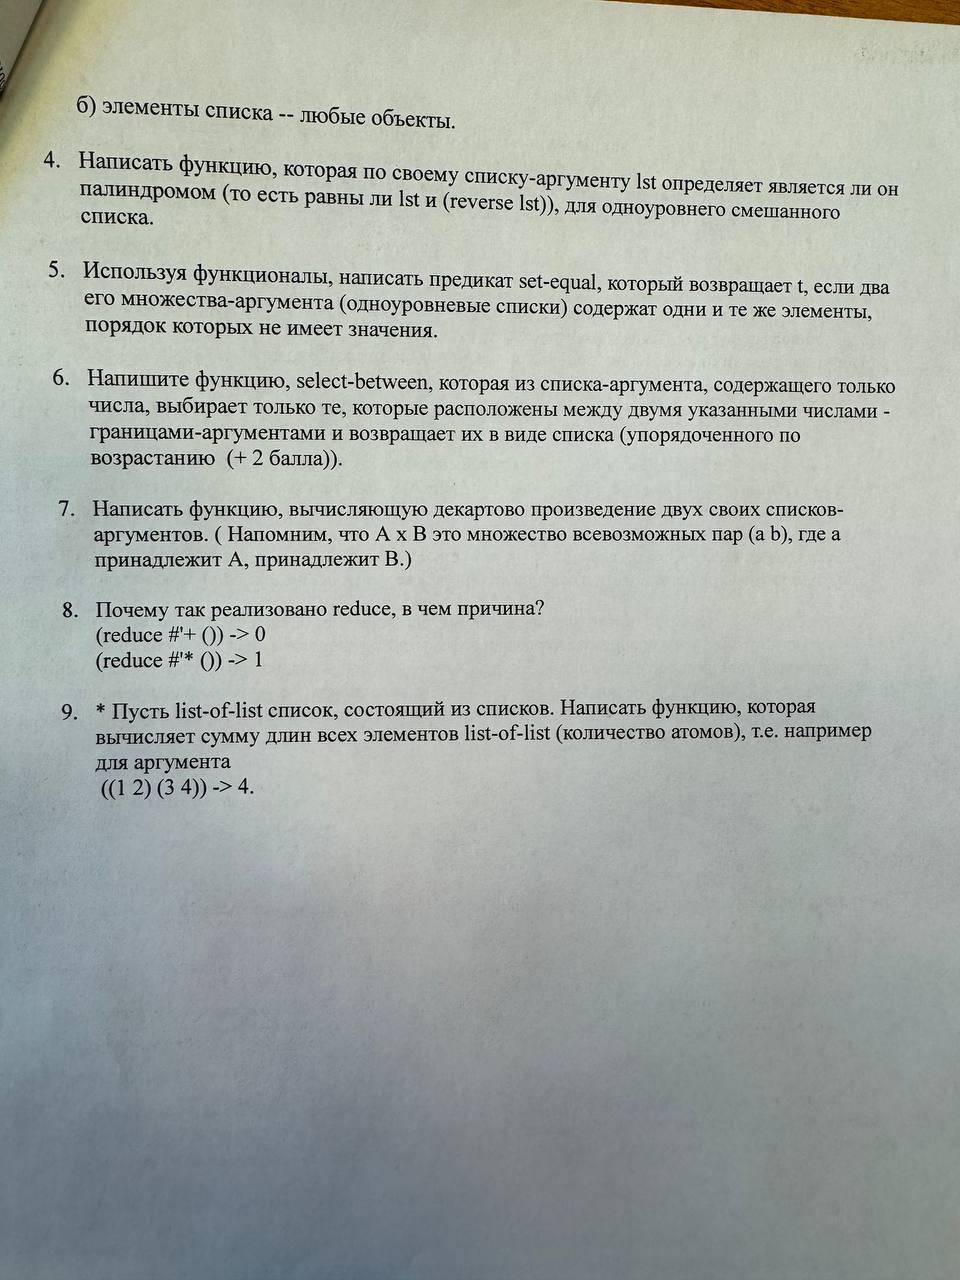 б) элементы списка -- любые объекты.
4. Написать функцию, которая по своему списку-аргументу lst определяет является ли он
палиндромом (то есть равны ли lst и (reverse lst)), для одноуровнего смешанного
списка.
5. Используя функционалы, написать предикат set-equal, который возвращает t, если два
его множества-аргумента (одноуровневые списки) содержат одни и те же элементы,
порядок которых не имеет значения.
6. Напишите функцию, select-between, которая из списка-аргумента, содержащего только
числа, выбирает только те, которые расположены между двумя указанными числами -
границами-аргументами и возвращает их в виде списка (упорядоченного по
возрастанию (+ 2 балла)).
7. Написать функцию, вычисляющую декартово произведение двух своих списков-
аргументов. ( Напомним, что А х В это множество всевозможных пар (a b), где a
принадлежит А, принадлежит В.)
8. Почему так реализовано reduce, в чем причина?
(reduce #'+ ()) -> 0
(reduce #'* ()) -> 1
9. * Пусть list-of-list список, состоящий из списков. Написать функцию, которая
вычисляет сумму длин всех элементов list-of-list (количество атомов), т.е. например
для аргумента
((1 2) (3 4)) -> 4.